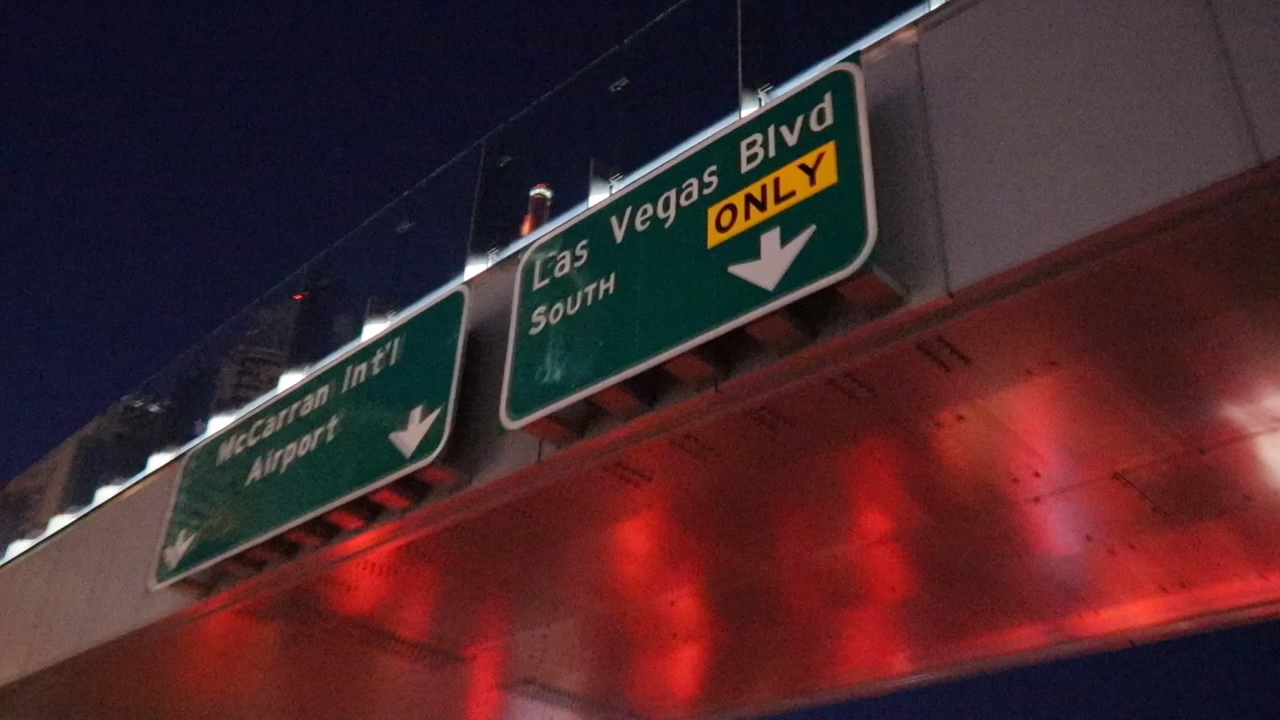 McCarran Int'l
Airport
Las Vegas Blvd
SOUTH
ONLY